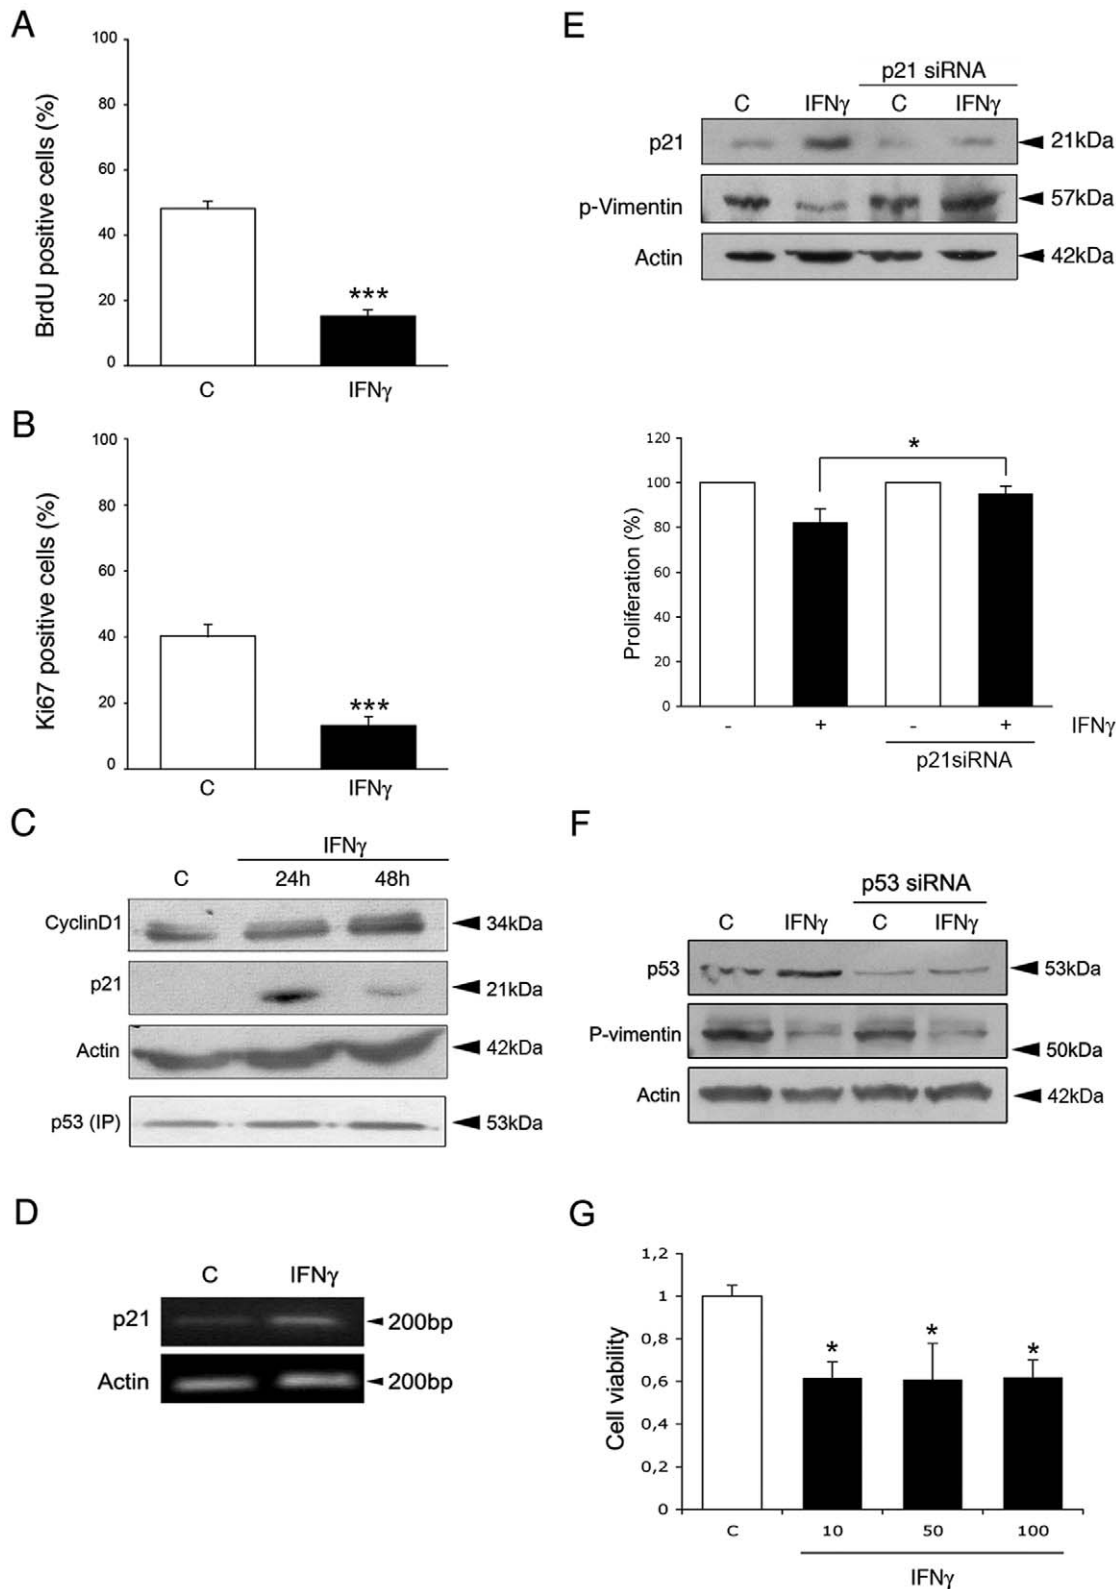 A
100
80
60
40
20
0
BrdU positive cells (%)
***
C IFNγ
B
100
80
60
40
20
0
Ki67 positive cells (%)
***
C IFNγ
C
IFNγ
C 24h 48h
CyclinD1 34kDa
p21 21kDa
Actin 42kDa
p53 (IP) 53kDa
D
C IFNγ
p21 200bp
Actin 200bp
E
p21 siRNA
C IFNγ C IFNγ
p21 21kDa
p-Vimentin 57kDa
Actin 42kDa
120
100
80
60
40
20
0
Proliferation (%)
*
- + - + IFNγ
p21siRNA
F
p53 siRNA
C IFNγ C IFNγ
p53 53kDa
P-vimentin 50kDa
Actin 42kDa
G
1,2
1
0,8
0,6
0,4
0,2
0
Cell viability
* * *
C 10 50 100
IFNγ